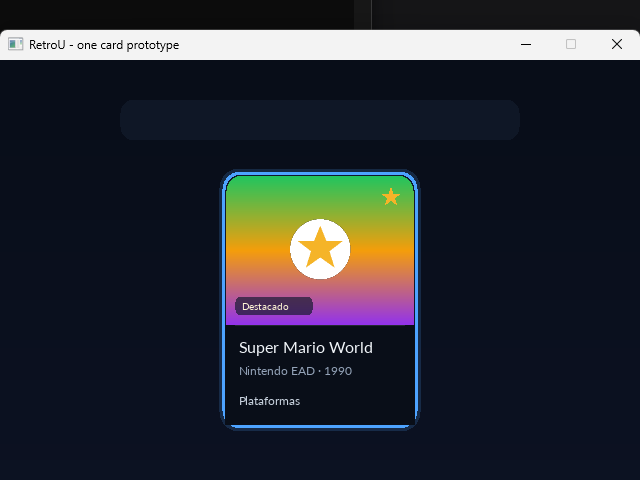 RetroU - one card prototype
Destacado
Super Mario World
Nintendo EAD · 1990
Plataformas